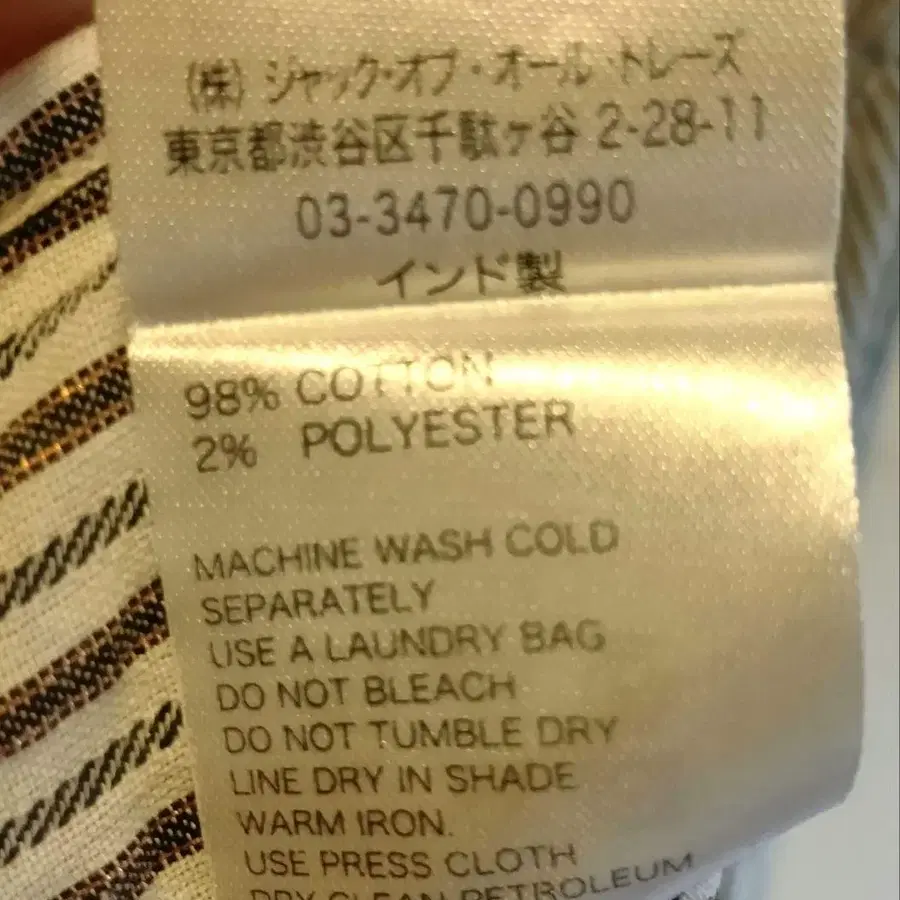 (株) ジャック・オブ・オール・トレーズ
東京都渋谷区千駄ヶ谷 2-28-11
03-3470-0990
インド製
98% COTTON
2% POLYESTER
MACHINE WASH COLD
SEPARATELY
USE A LAUNDRY BAG
DO NOT BLEACH
DO NOT TUMBLE DRY
LINE DRY IN SHADE
WARM IRON.
USE PRESS CLOTH
DRY CLEAN PETROLEUM